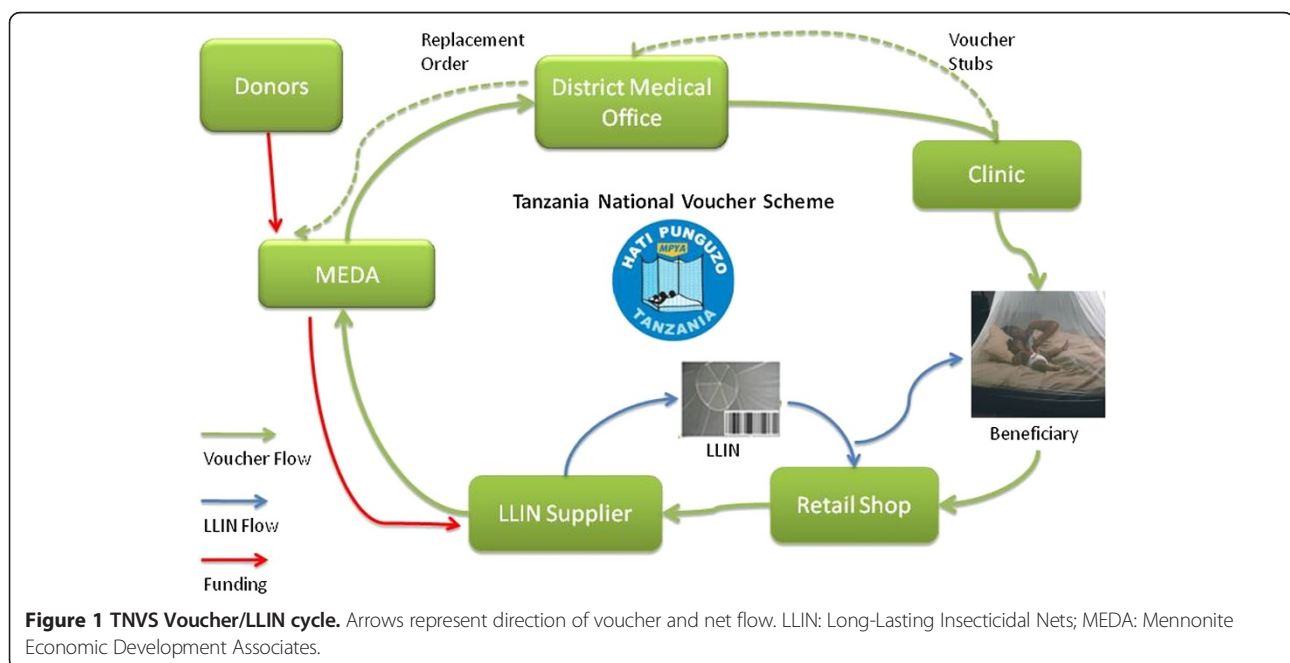 Donors
Replacement
Order
District Medical
Office
Voucher
Stubs
Clinic
Tanzania National Voucher Scheme
HATI PUNGUZO
MPYA
TANZANIA
MEDA
LLIN
Beneficiary
Voucher Flow
LLIN Flow
Funding
LLIN Supplier
Retail Shop
Figure 1 TNVS Voucher/LLIN cycle. Arrows represent direction of voucher and net flow. LLIN: Long-Lasting Insecticidal Nets; MEDA: Mennonite
Economic Development Associates.